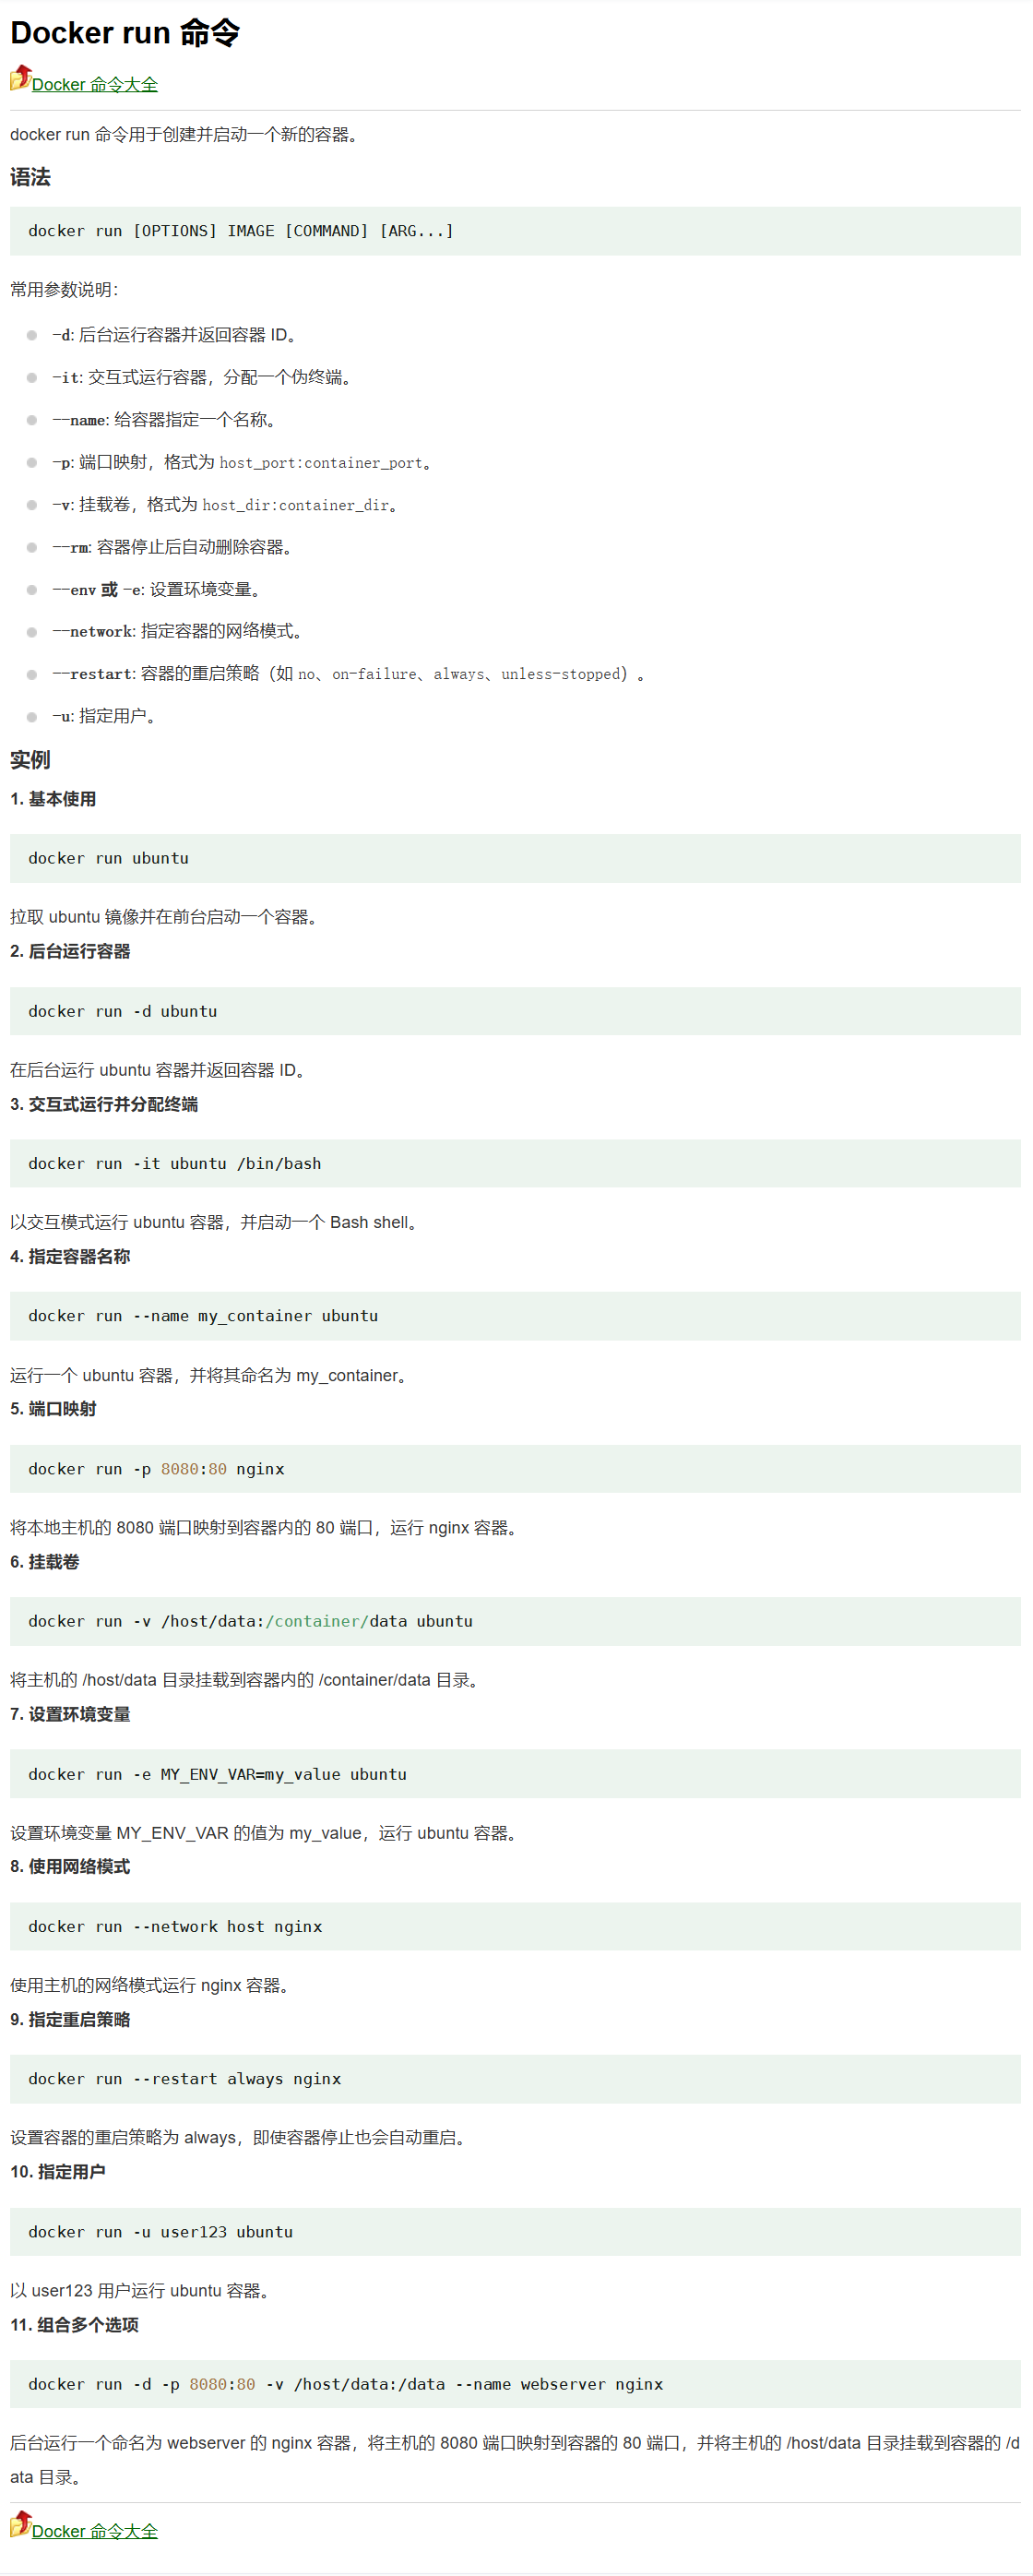 Docker run 命令
Docker 命令大全
docker run 命令用于创建并启动一个新的容器。
语法
docker run [OPTIONS] IMAGE [COMMAND] [ARG...]
常用参数说明：
-d: 后台运行容器并返回容器 ID。
-it: 交互式运行容器，分配一个伪终端。
--name: 给容器指定一个名称。
-p: 端口映射，格式为 host_port:container_port。
-v: 挂载卷，格式为 host_dir:container_dir。
--rm: 容器停止后自动删除容器。
--env 或 -e: 设置环境变量。
--network: 指定容器的网络模式。
--restart: 容器的重启策略（如 no、on-failure、always、unless-stopped）。
-u: 指定用户。
实例
1. 基本使用
docker run ubuntu
拉取 ubuntu 镜像并在前台启动一个容器。
2. 后台运行容器
docker run -d ubuntu
在后台运行 ubuntu 容器并返回容器 ID。
3. 交互式运行并分配终端
docker run -it ubuntu /bin/bash
以交互模式运行 ubuntu 容器，并启动一个 Bash shell。
4. 指定容器名称
docker run --name my_container ubuntu
运行一个 ubuntu 容器，并将其命名为 my_container。
5. 端口映射
docker run -p 8080:80 nginx
将本地主机的 8080 端口映射到容器内的 80 端口，运行 nginx 容器。
6. 挂载卷
docker run -v /host/data:/container/data ubuntu
将主机的 /host/data 目录挂载到容器内的 /container/data 目录。
7. 设置环境变量
docker run -e MY_ENV_VAR=my_value ubuntu
设置环境变量 MY_ENV_VAR 的值为 my_value，运行 ubuntu 容器。
8. 使用网络模式
docker run --network host nginx
使用主机的网络模式运行 nginx 容器。
9. 指定重启策略
docker run --restart always nginx
设置容器的重启策略为 always，即使容器停止也会自动重启。
10. 指定用户
docker run -u user123 ubuntu
以 user123 用户运行 ubuntu 容器。
11. 组合多个选项
docker run -d -p 8080:80 -v /host/data:/data --name webserver nginx
后台运行一个命名为 webserver 的 nginx 容器，将主机的 8080 端口映射到容器的 80 端口，并将主机的 /host/data 目录挂载到容器的 /d
ata 目录。
Docker 命令大全